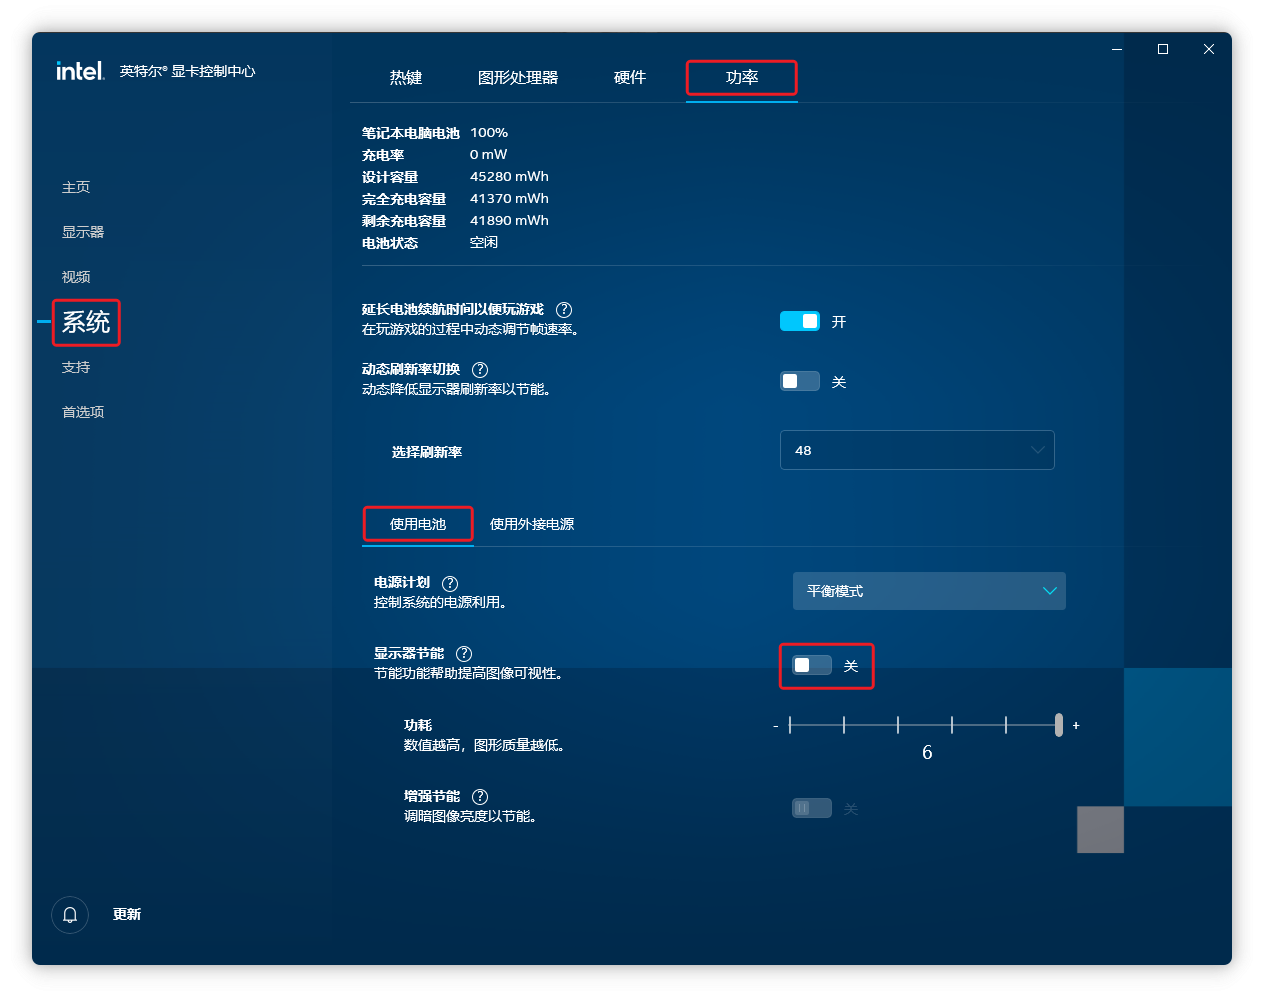 intel. 英特尔® 显卡控制中心
热键 图形处理器 硬件 功率
主页
显示器
视频
系统
支持
首选项
更新
笔记本电脑电池 100%
充电率 0 mW
设计容量 45280 mWh
完全充电容量 41370 mWh
剩余充电容量 41890 mWh
电池状态 空闲
延长电池续航时间以便玩游戏 ?
在玩游戏的过程中动态调节帧速率。
开
动态刷新率切换 ?
动态降低显示器刷新率以节能。
关
选择刷新率 48
使用电池 使用外接电源
电源计划 ?
控制系统的电源利用。
平衡模式
显示器节能 ?
节能功能帮助提高图像可视性。
关
功耗
数值越高，图形质量越低。
- +
6
增强节能 ?
调暗图像亮度以节能。
关